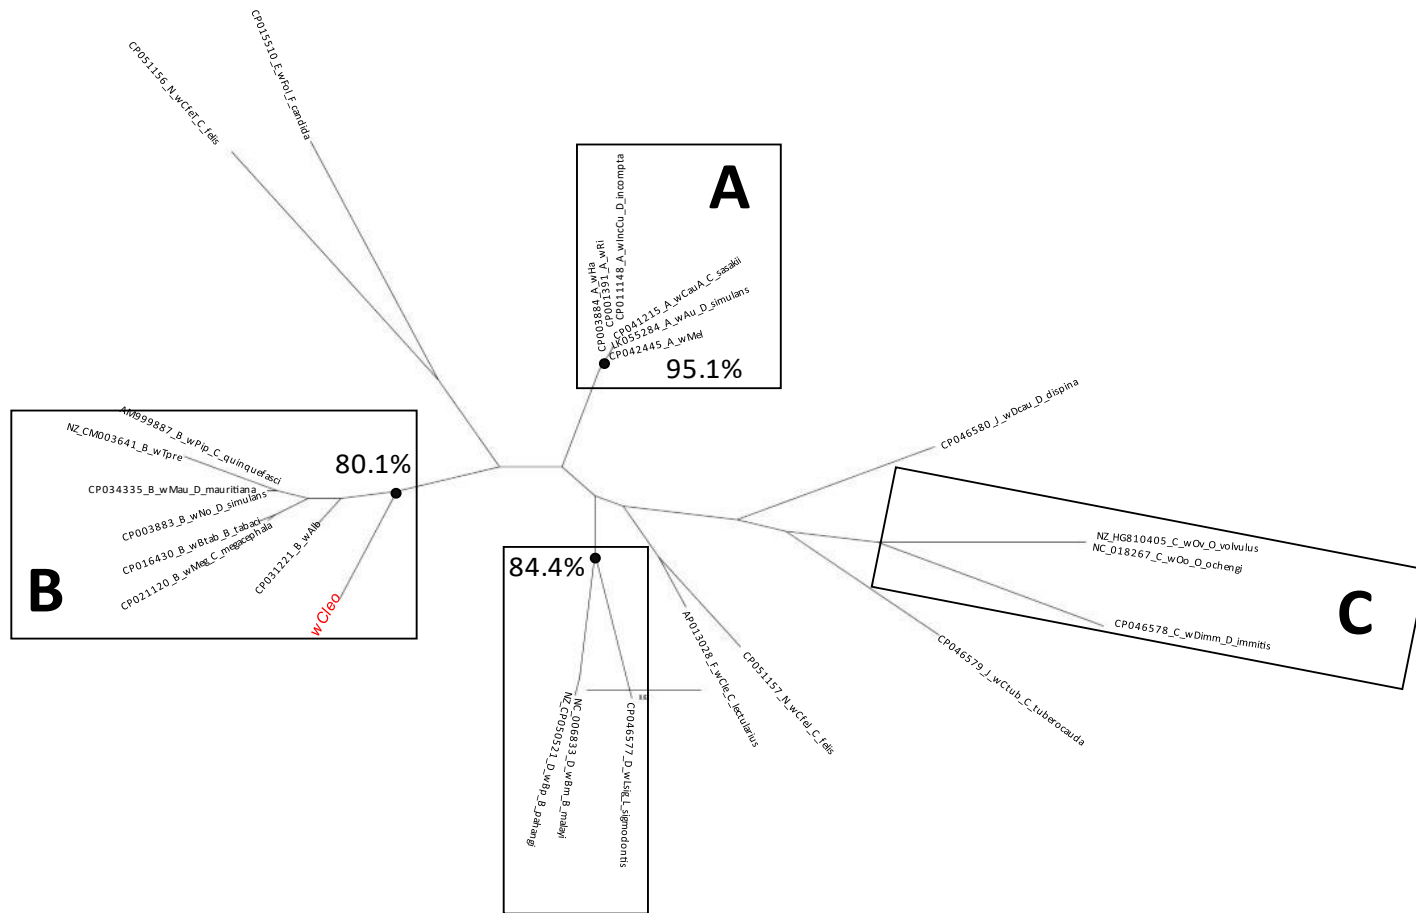 CP015510_E_wFol_F_candida
CP051156_N_wCfeT_C_felis
A
CP003884_A_wHa
CP001391_A_wRi
CP011148_A_wIncCu_D_incompta
CP041215_A_wCauA_C_sasakii
LK055284_A_wAu_D_simulans
CP042445_A_wMel
95.1%
CP046580_J_wDcau_D_dispina
AM999887_B_wPip_C_quinquefasci
NZ_CM003641_B_wTpre
80.1%
CP034335_B_wMau_D_mauritiana
CP003883_B_wNo_D_simulans
CP016430_B_wBtab_B_tabaci
CP021120_B_wMeg_C_megacephala
CP031221_B_wAlb
wCleo
B
84.4%
NZ_HG810405_C_wOv_O_volvulus
NC_018267_C_wOo_O_ochengi
C
CP046578_C_wDimm_D_immitis
CP046579_J_wCtub_C_tuberocauda
AP013028_F_wCle_C_lectularius
CP051157_N_wCfeJ_C_felis
NZ_CP050521_D_wBp_B_pahangi
NC_006833_D_wBm_B_malayi
CP046577_D_wLsig_L_sigmodontis